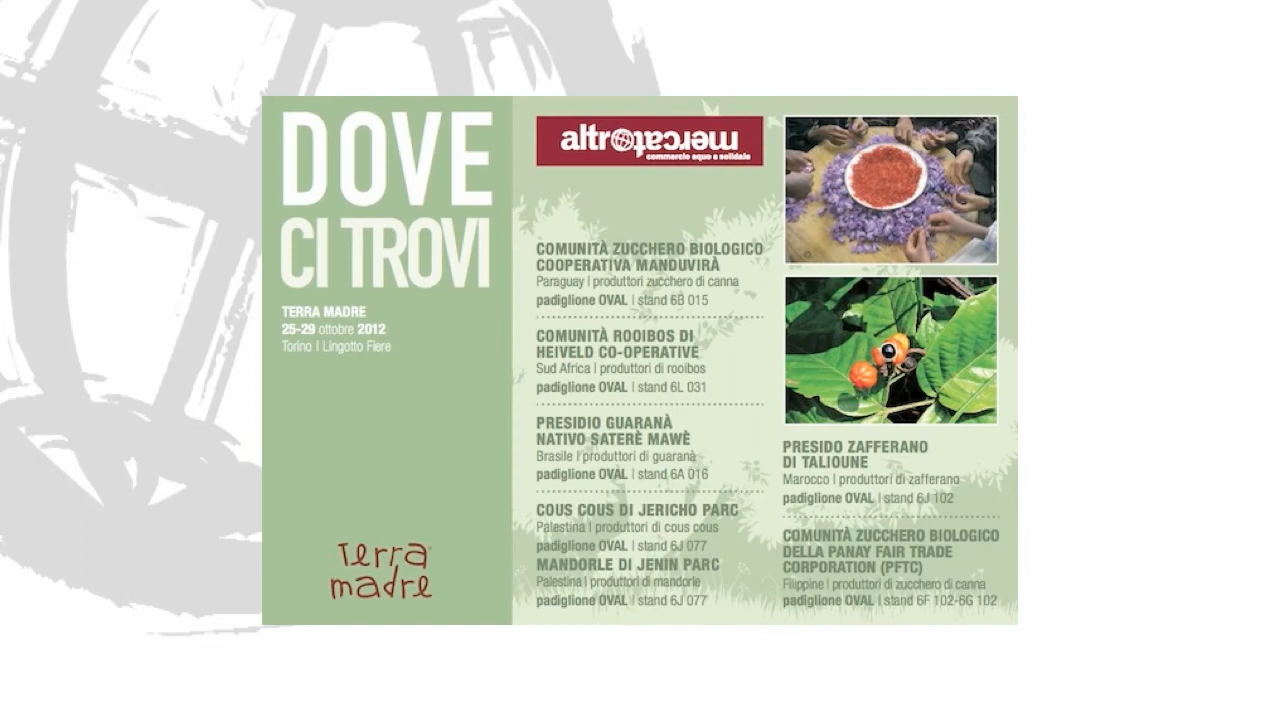 DOVE
CI TROVI
TERRA MADRE
25-29 ottobre 2012
Torino | Lingotto Fiere
terra
madre
altromercato
commercio equo e solidale
COMUNITÀ ZUCCHERO BIOLOGICO
COOPERATIVA MANDUVIRÀ
Paraguay | produttori zucchero di canna
padiglione OVAL | stand 6B 015
COMUNITÀ ROOIBOS DI
HEIVELD CO-OPERATIVE
Sud Africa | produttori di rooibos
padiglione OVAL | stand 6L 031
PRESIDIO GUARANÀ
NATIVO SATERÈ MAWÈ
Brasile | produttori di guaranà
padiglione OVAL | stand 6A 016
COUS COUS DI JERICHO PARC
Palestina | produttori di cous cous
padiglione OVAL | stand 6J 077
MANDORLE DI JENIN PARC
Palestina | produttori di mandorle
padiglione OVAL | stand 6J 077
PRESIDO ZAFFERANO
DI TALIOUNE
Marocco | produttori di zafferano
padiglione OVAL | stand 6J 102
COMUNITÀ ZUCCHERO BIOLOGICO
DELLA PANAY FAIR TRADE
CORPORATION (PFTC)
Filippine | produttori di zucchero di canna
padiglione OVAL | stand 6F 102-6G 102